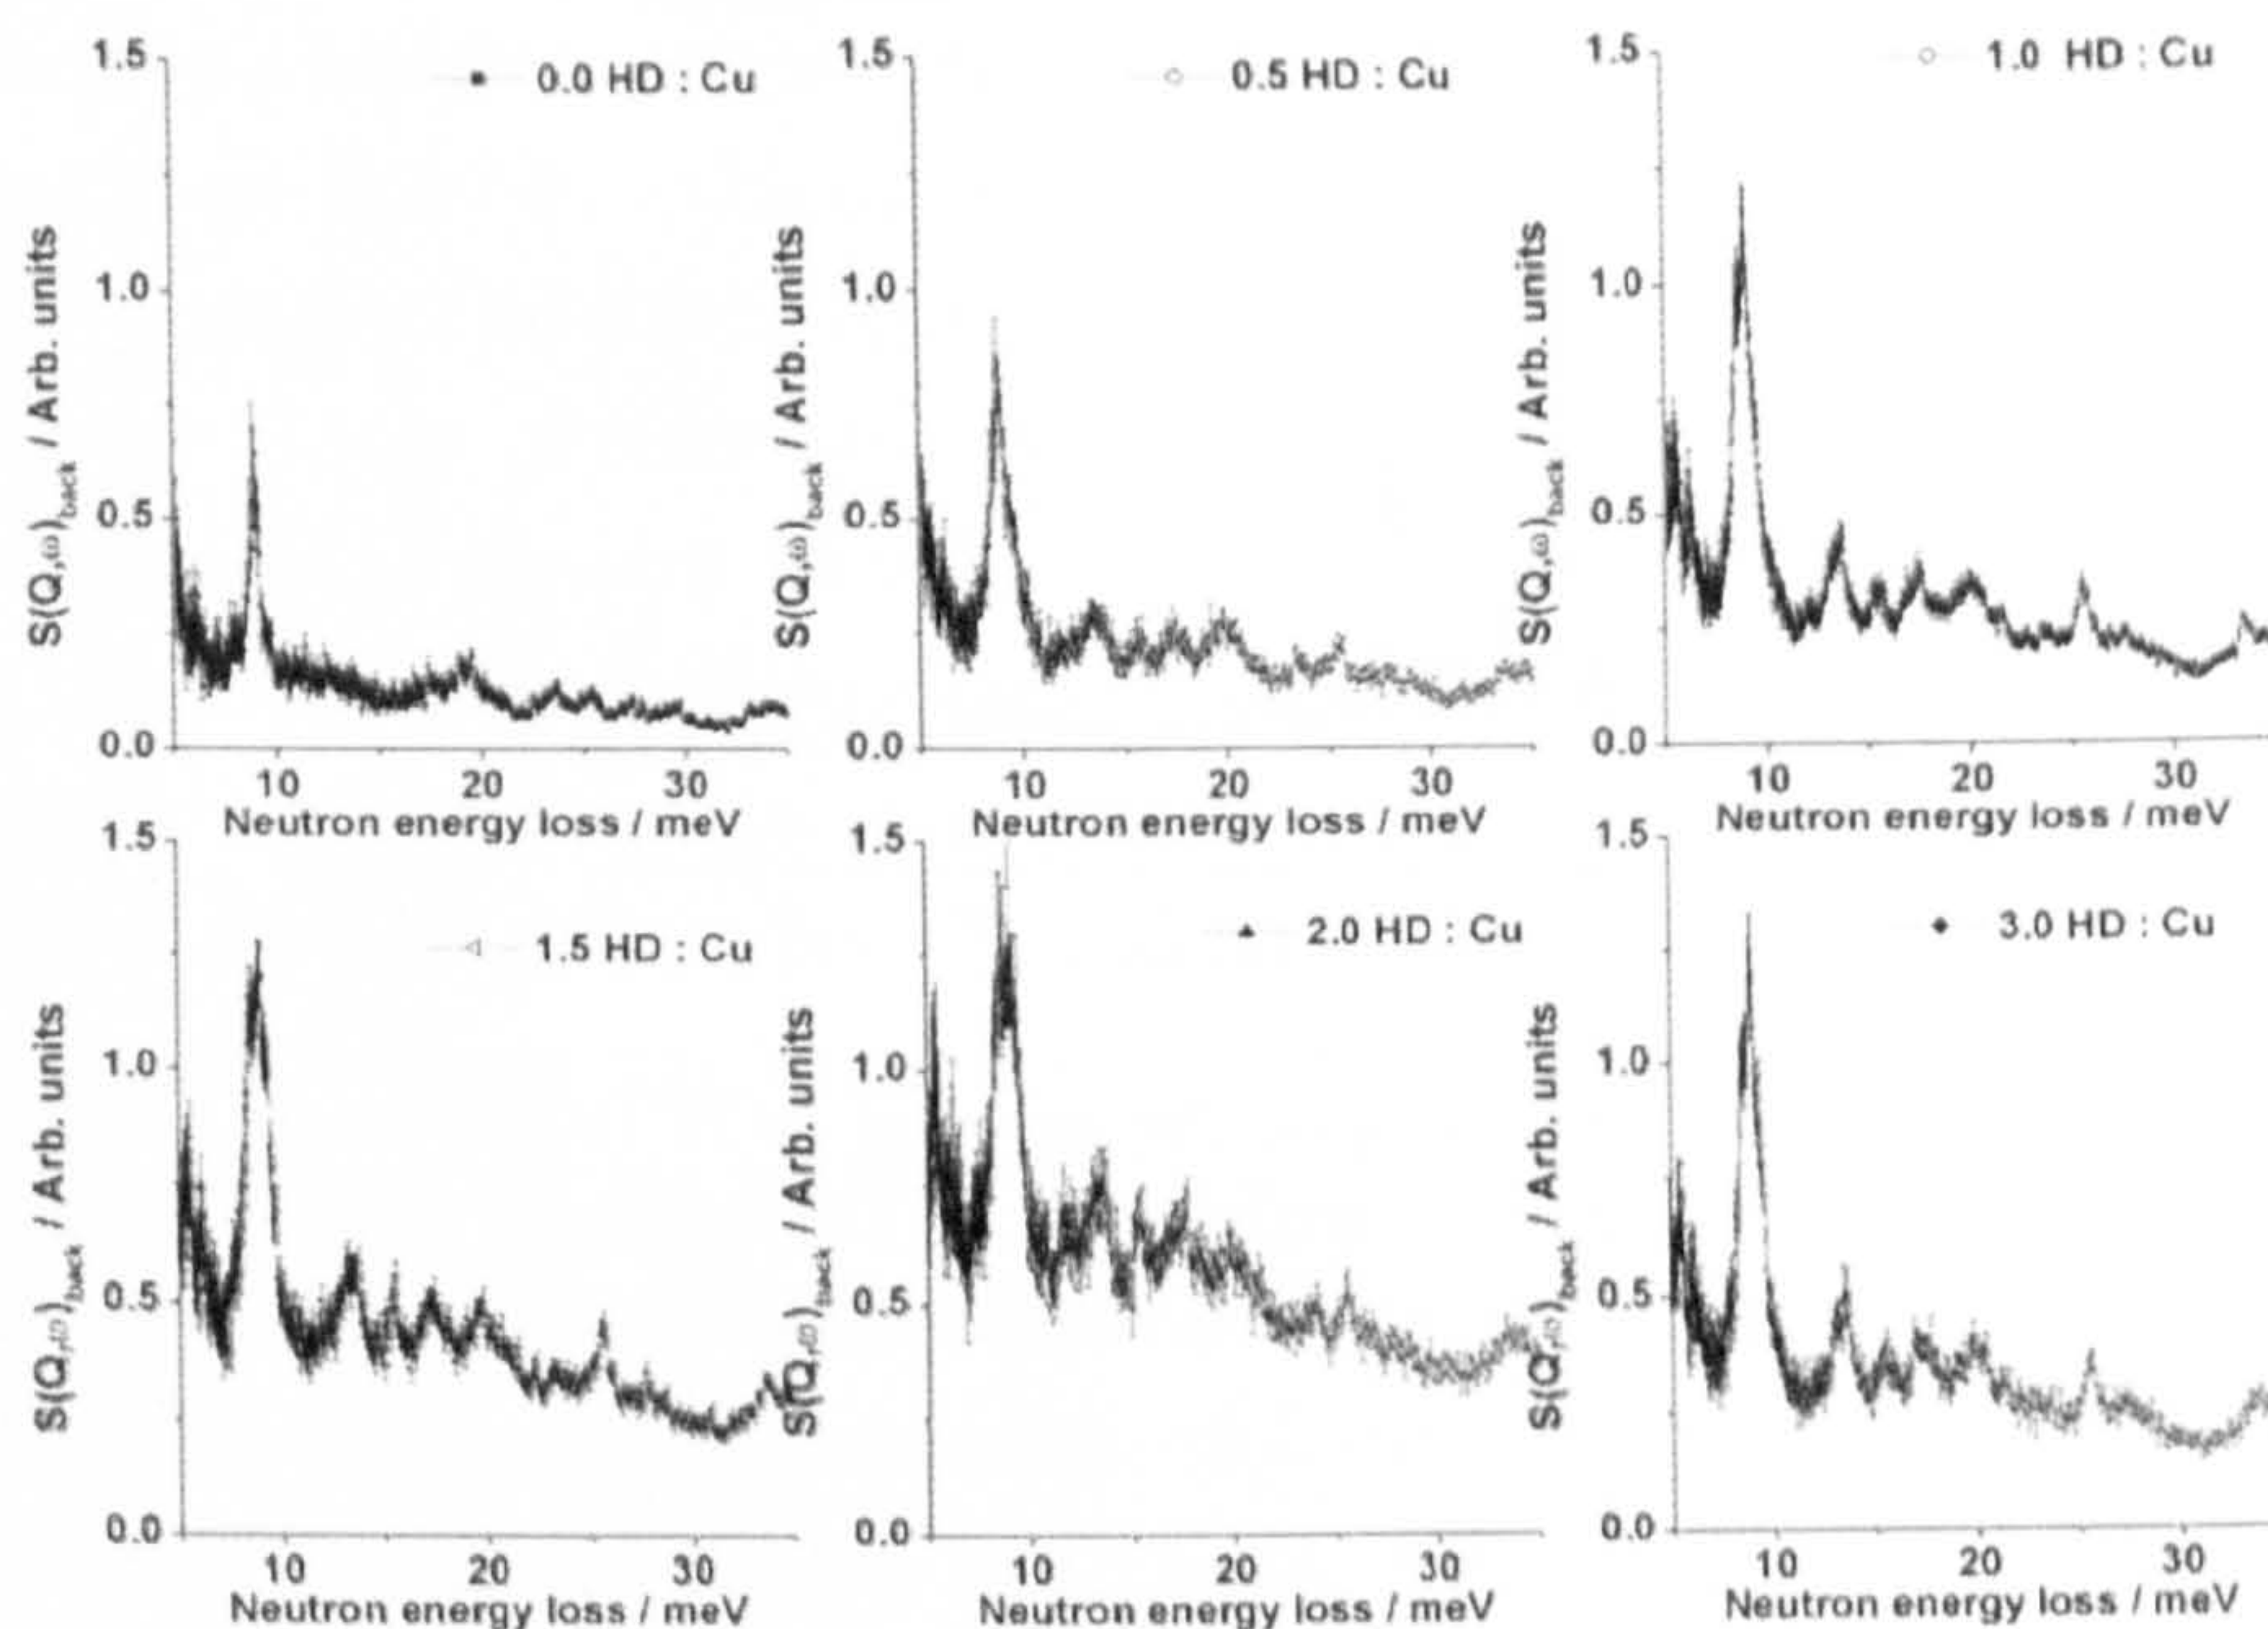 1.5
0.0 HD : Cu
1.0
0.5
0.0
S(Q,ω)back / Arb. units
10 20 30
Neutron energy loss / meV
1.5
0.5 HD : Cu
1.0
0.5
0.0
S(Q,ω)back / Arb. units
10 20 30
Neutron energy loss / meV
1.5
1.0 HD : Cu
1.0
0.5
0.0
S(Q,ω)back / Arb. units
10 20 30
Neutron energy loss / meV
1.5
1.5 HD : Cu
1.0
0.5
0.0
S(Q,ω)back / Arb. units
10 20 30
Neutron energy loss / meV
1.5
2.0 HD : Cu
1.0
0.5
0.0
S(Q,ω)back / Arb. units
10 20 30
Neutron energy loss / meV
1.5
3.0 HD : Cu
1.0
0.5
0.0
S(Q,ω)back / Arb. units
10 20 30
Neutron energy loss / meV